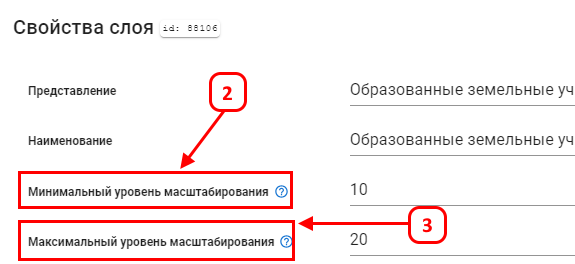 Свойства слоя id: 88106
2
Представление Образованные земельные уч
Наименование Образованные земельные уч
Минимальный уровень масштабирования ? 10
3
Максимальный уровень масштабирования ? 20